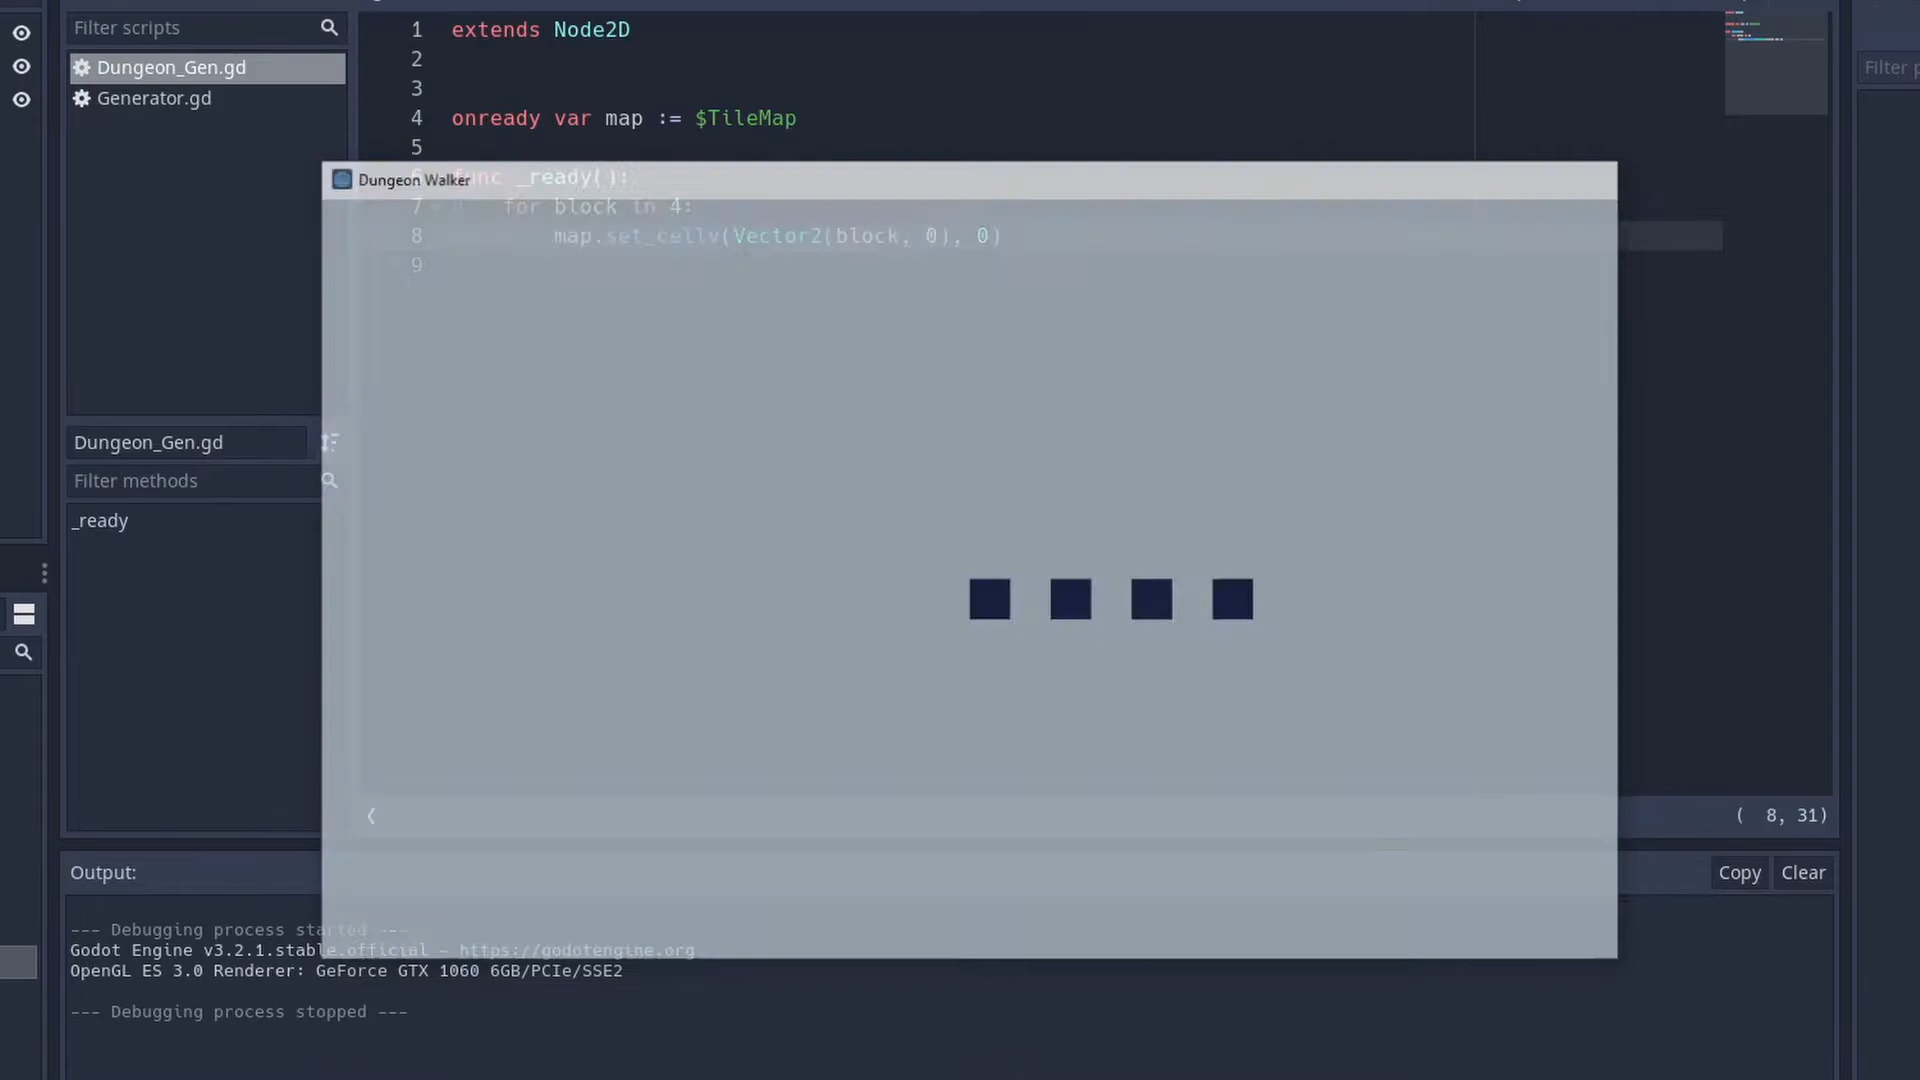 Filter scripts
Dungeon_Gen.gd
Generator.gd
Dungeon_Gen.gd
Filter methods
_ready
1 extends Node2D
2
3
4 onready var map := $TileMap
5
6 func _ready():
7 for block in 4:
8 map.set_cellv(Vector2(block, 0), 0)
9
Dungeon Walker
( 8, 31)
Filter
Output:
Copy
Clear
--- Debugging process started ---
Godot Engine v3.2.1.stable.official - https://godotengine.org
OpenGL ES 3.0 Renderer: GeForce GTX 1060 6GB/PCIe/SSE2
--- Debugging process stopped ---